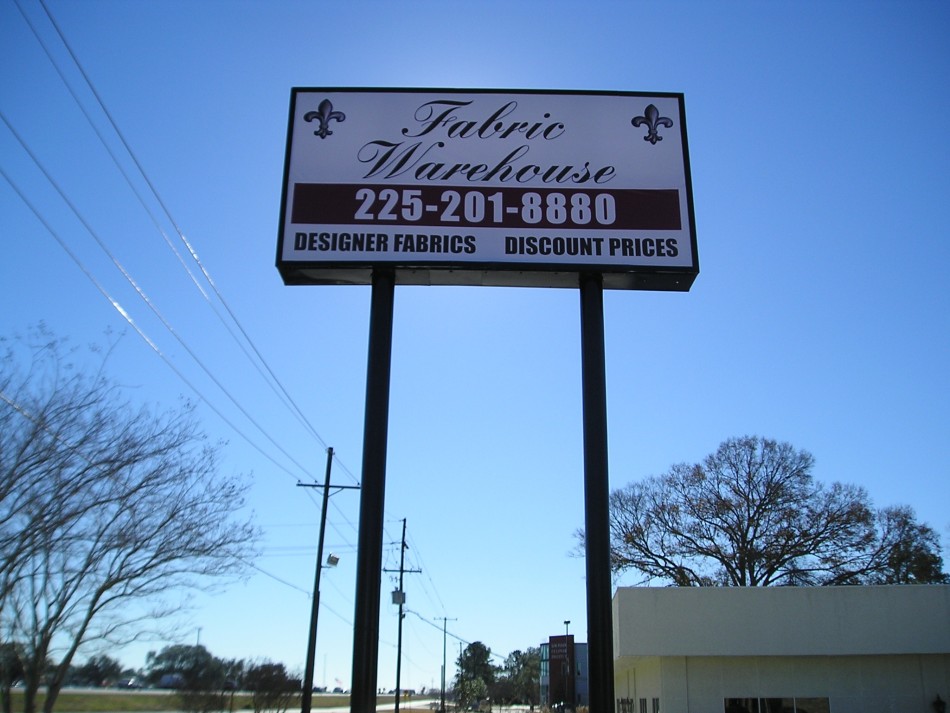 Fabric
Warehouse
225-201-8880
DESIGNER FABRICS DISCOUNT PRICES